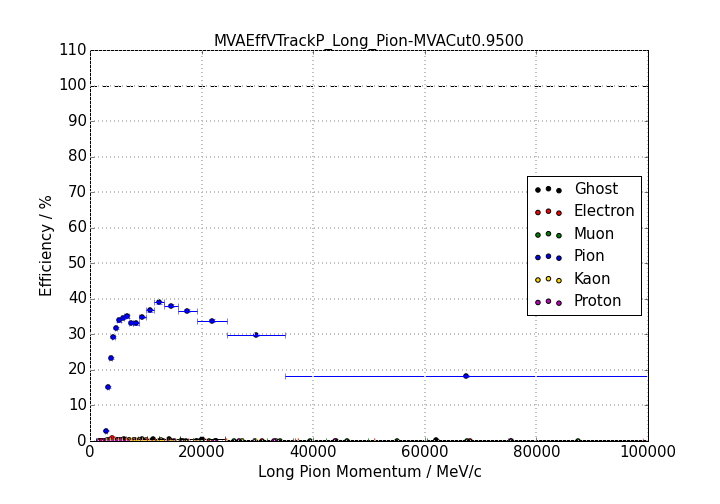 MVAEffVTrackP_Long_Pion-MVACut0.9500
110
100
90
80
70
60
50
40
30
20
10
0
Efficiency / %
Ghost
Electron
Muon
Pion
Kaon
Proton
0 20000 40000 60000 80000 100000
Long Pion Momentum / MeV/c